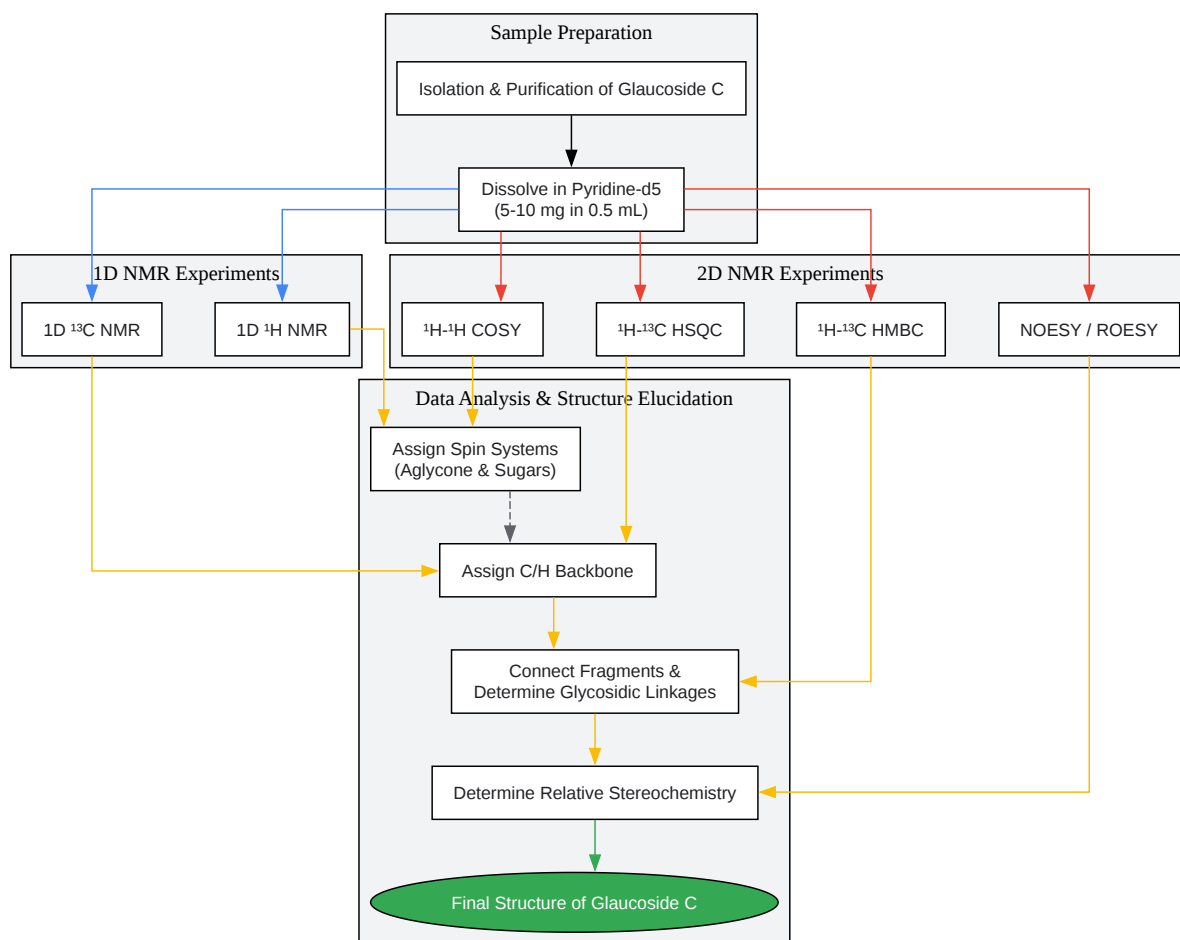 Sample Preparation
Isolation & Purification of Glaucoside C
Dissolve in Pyridine-d5
(5-10 mg in 0.5 mL)
1D NMR Experiments
2D NMR Experiments
1D ¹³C NMR
1D ¹H NMR
¹H-¹H COSY
¹H-¹³C HSQC
¹H-¹³C HMBC
NOESY / ROESY
Data Analysis & Structure Elucidation
Assign Spin Systems
(Aglycone & Sugars)
Assign C/H Backbone
Connect Fragments &
Determine Glycosidic Linkages
Determine Relative Stereochemistry
Final Structure of Glaucoside C